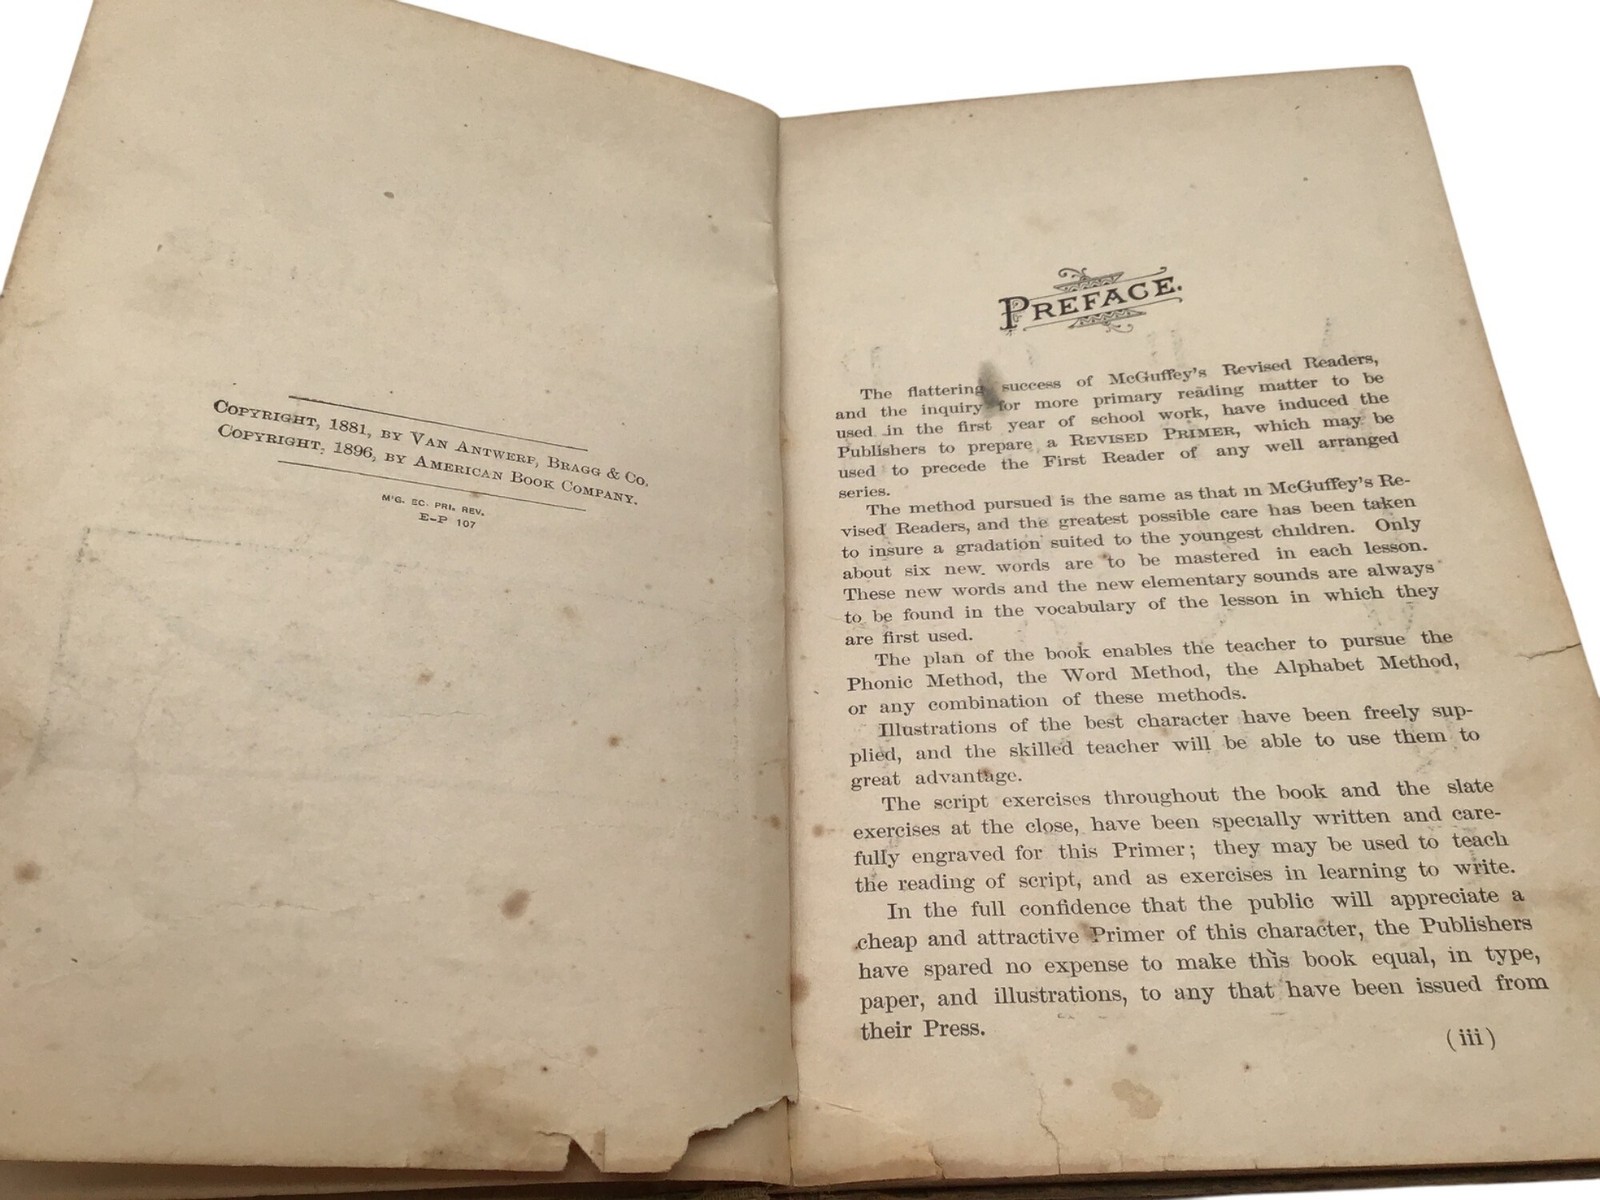 Copyright, 1881, by Van Antwerp, Bragg & Co.
Copyright, 1896, by American Book Company.
M'G. EC. PRI. REV.
E-P 107
Preface.
The flattering success of McGuffey's Revised Readers,
and the inquiry for more primary reading matter to be
used in the first year of school work, have induced the
Publishers to prepare a Revised Primer, which may be
used to precede the First Reader of any well arranged
series.
The method pursued is the same as that in McGuffey's Re-
vised Readers, and the greatest possible care has been taken
to insure a gradation suited to the youngest children. Only
about six new words are to be mastered in each lesson.
These new words and the new elementary sounds are always
to be found in the vocabulary of the lesson in which they
are first used.
The plan of the book enables the teacher to pursue the
Phonic Method, the Word Method, the Alphabet Method,
or any combination of these methods.
Illustrations of the best character have been freely sup-
plied, and the skilled teacher will be able to use them to
great advantage.
The script exercises throughout the book and the slate
exercises at the close, have been specially written and care-
fully engraved for this Primer; they may be used to teach
the reading of script, and as exercises in learning to write.
In the full confidence that the public will appreciate a
cheap and attractive Primer of this character, the Publishers
have spared no expense to make this book equal, in type,
paper, and illustrations, to any that have been issued from
their Press.
(iii)